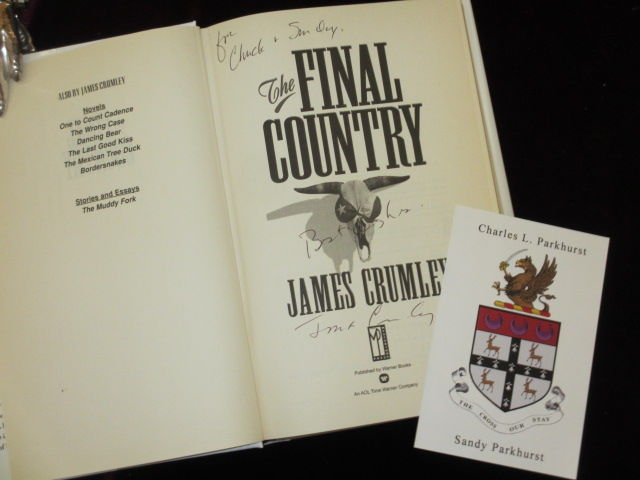 ALSO BY JAMES CRUMLEY
Novels
One to Count Cadence
The Wrong Case
Dancing Bear
The Last Good Kiss
The Mexican Tree Duck
Bordersnakes
Stories and Essays
The Muddy Fork
for
Chuck +
The FINAL
COUNTRY
Best
JAMES CRUMLEY
Published by Warner Books
An AOL Time Warner Company
Charles L. Parkhurst
THE CROSS OUR STAY
Sandy Parkhurst